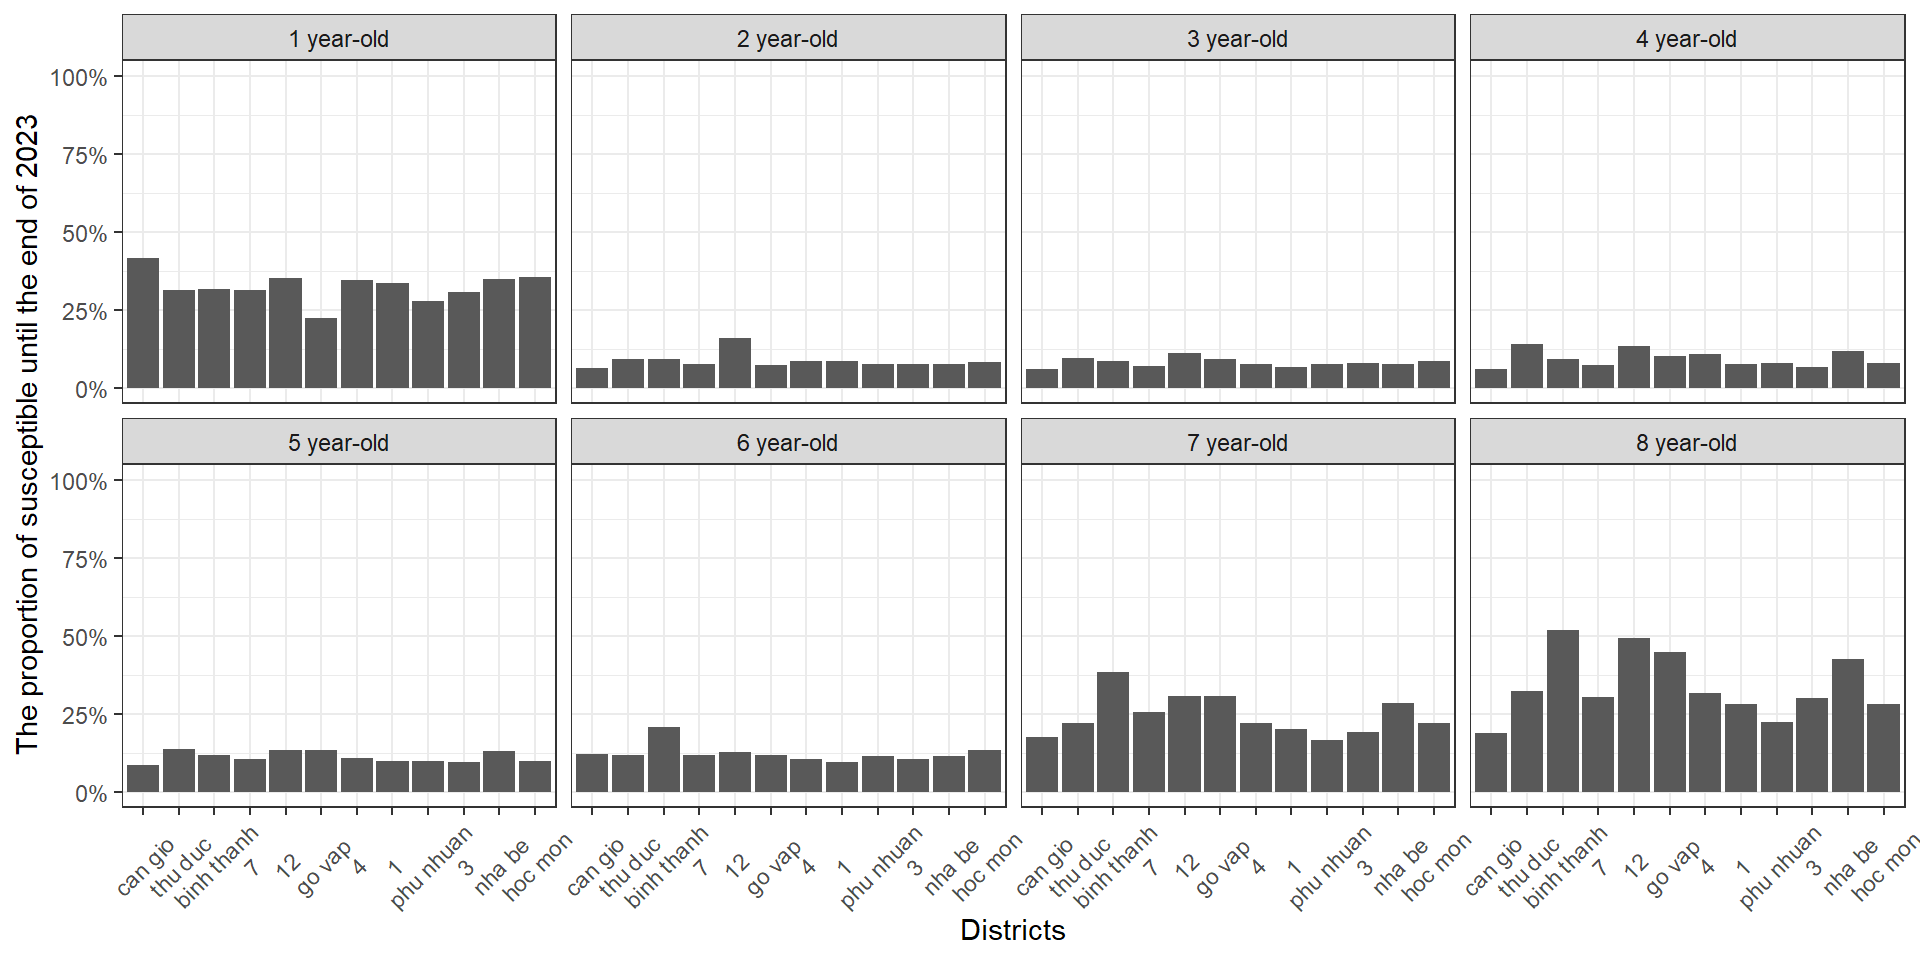 The proportion of susceptible until the end of 2023
1 year-old
2 year-old
3 year-old
4 year-old
100%
75%
50%
25%
0%
5 year-old
6 year-old
7 year-old
8 year-old
100%
75%
50%
25%
0%
can gio
thu duc
binh thanh
7
12
go vap
4
1
phu nhuan
3
nha be
hoc mon
can gio
thu duc
binh thanh
7
12
go vap
4
1
phu nhuan
3
nha be
hoc mon
can gio
thu duc
binh thanh
7
12
go vap
4
1
phu nhuan
3
nha be
hoc mon
can gio
thu duc
binh thanh
7
12
go vap
4
1
phu nhuan
3
nha be
hoc mon
Districts